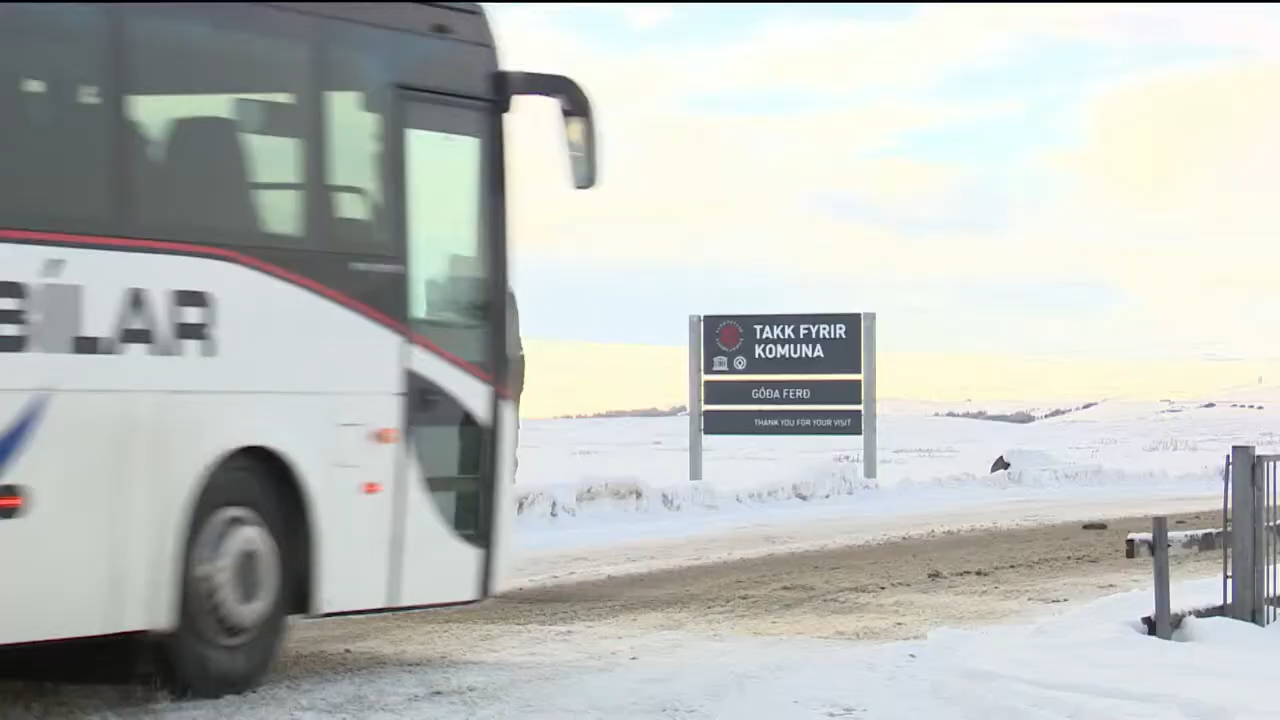 BÍLAR
TAKK FYRIR
KOMUNA
GÓÐA FERÐ
THANK YOU FOR YOUR VISIT